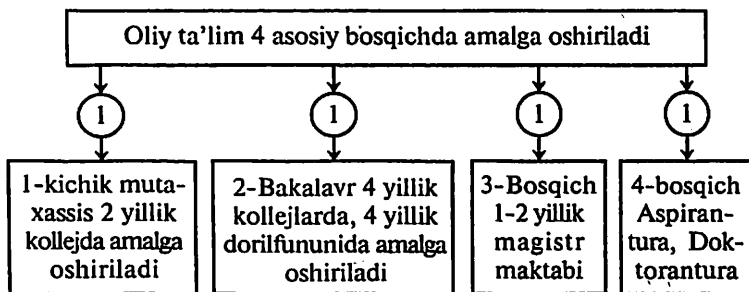 Oliy ta’lim 4 asosiy bosqichda amalga oshiriladi
1 1 1 1
1-kichik muta-
xassis 2 yillik
kollejda amalga
oshiriladi
2-Bakalavr 4 yillik
kollejlarda, 4 yillik
dorilfununida amalga
oshiriladi
3-Bosqich
1-2 yillik
magistr
maktabi
4-bosqich
Aspiran-
tura, Dok-
torantura